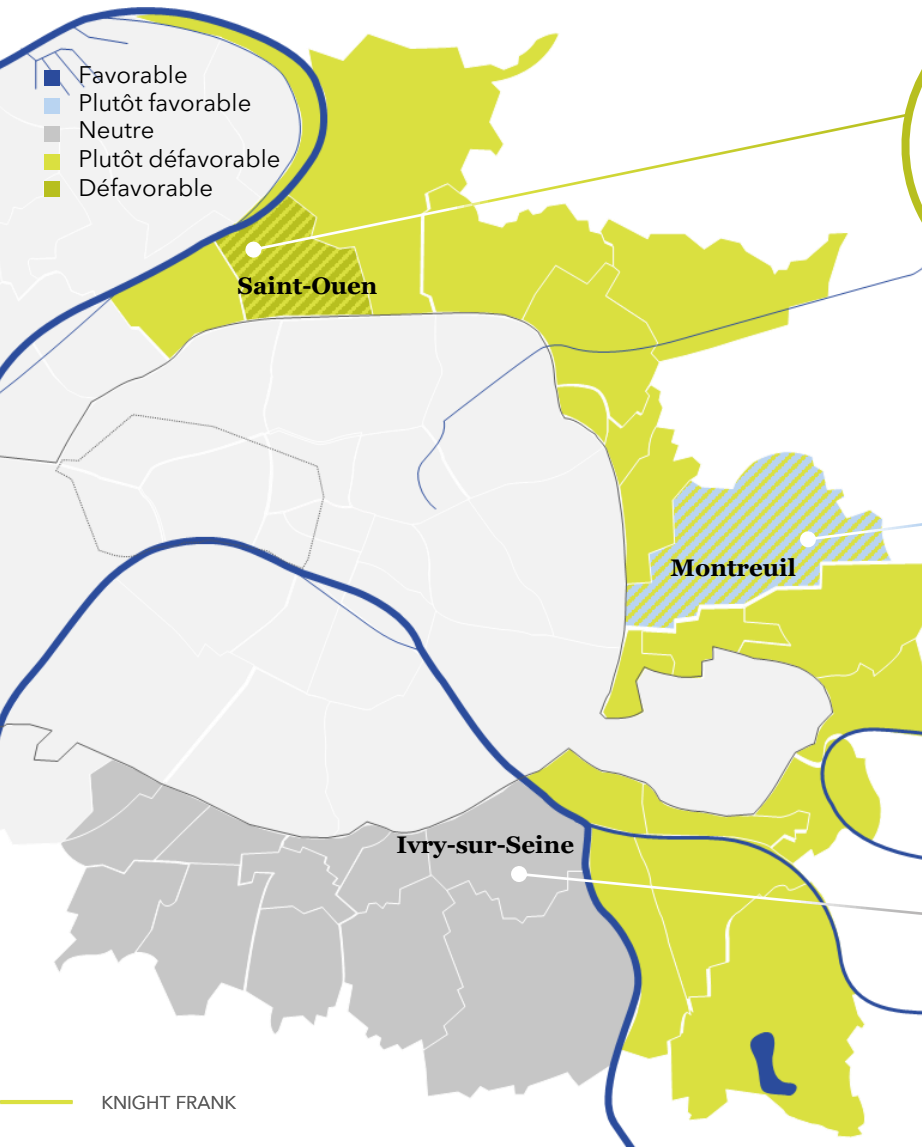 Favorable
Plutôt favorable
Neutre
Plutôt défavorable
Défavorable
Saint-Ouen
Montreuil
Ivry-sur-Seine
KNIGHT FRANK